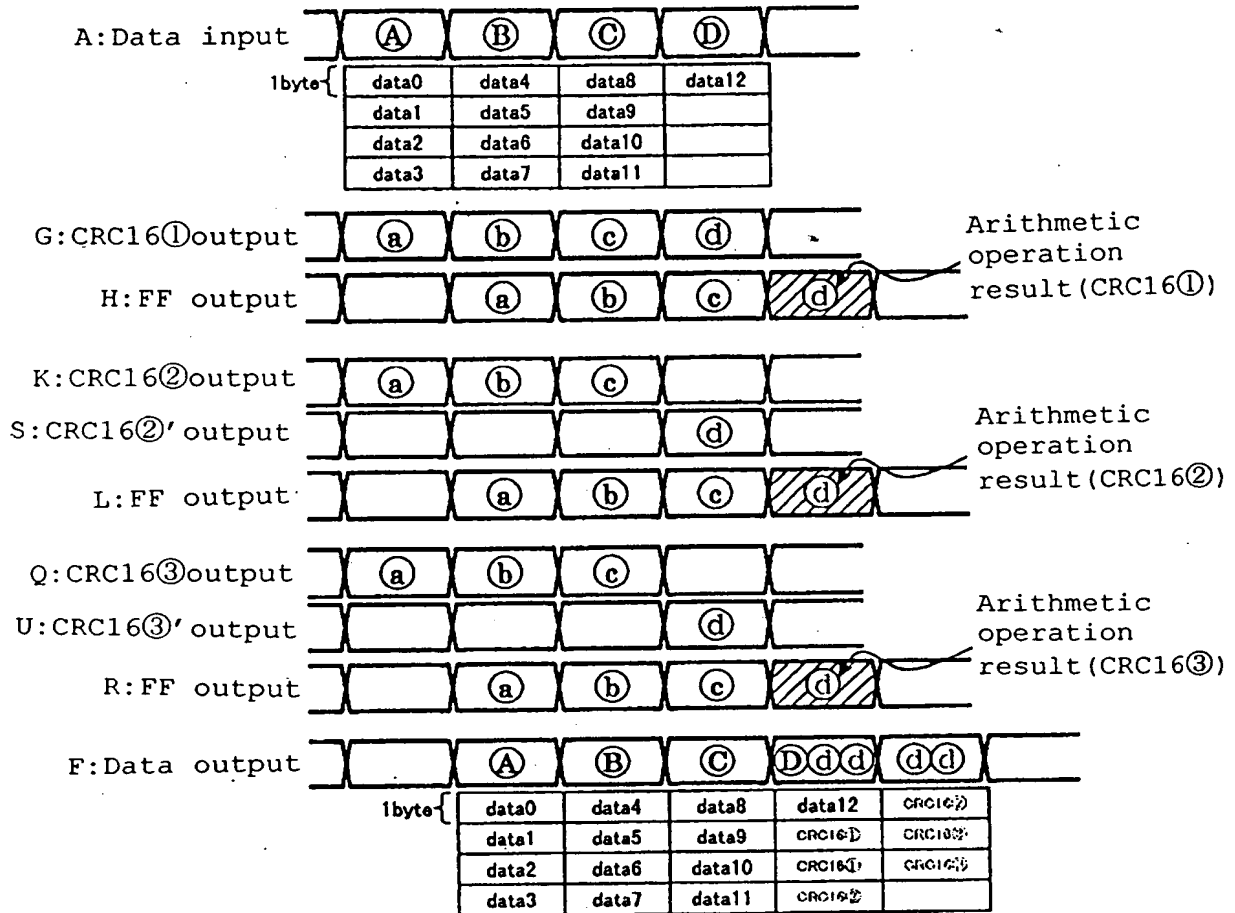 A:Data input Ⓐ Ⓑ Ⓒ Ⓓ
1byte data0 data4 data8 data12
data1 data5 data9
data2 data6 data10
data3 data7 data11
G:CRC16①output ⓐ ⓑ ⓒ ⓓ
Arithmetic
operation
result(CRC16①)
H:FF output ⓐ ⓑ ⓒ ⓓ
K:CRC16②output ⓐ ⓑ ⓒ
S:CRC16②'output ⓓ
Arithmetic
operation
result(CRC16②)
L:FF output ⓐ ⓑ ⓒ ⓓ
Q:CRC16③output ⓐ ⓑ ⓒ
U:CRC16③'output ⓓ
Arithmetic
operation
result(CRC16③)
R:FF output ⓐ ⓑ ⓒ ⓓ
F:Data output Ⓐ Ⓑ Ⓒ Ⓓⓓⓓ ⓓⓓ
1byte data0 data4 data8 data12
data1 data5 data9 CRC16①
data2 data6 data10 CRC16①
data3 data7 data11 CRC16②